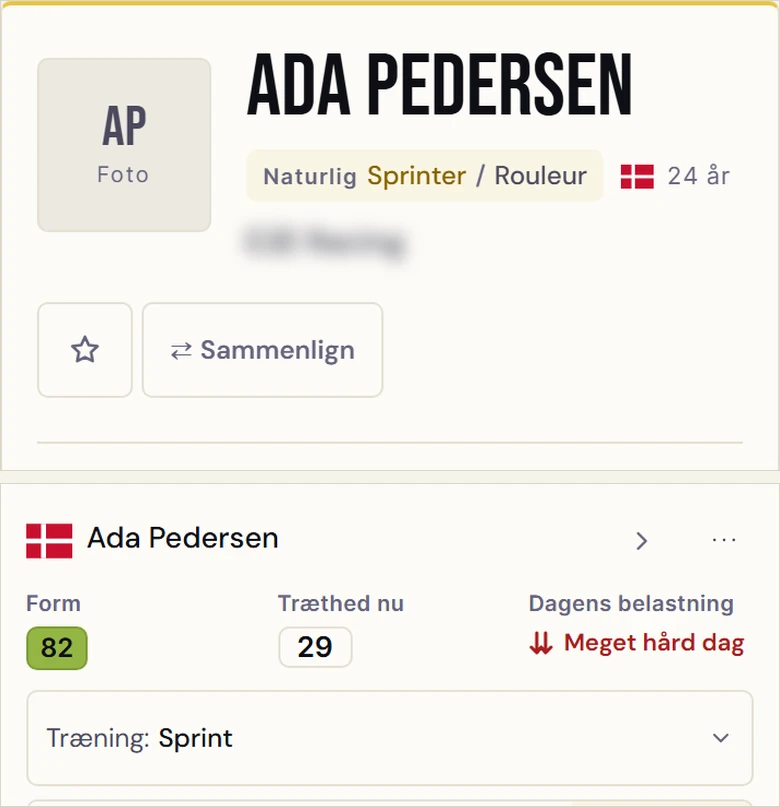 ADA PEDERSEN
AP
Foto
Naturlig Sprinter / Rouleur 24 år
Sammenlign
Ada Pedersen
Form Træthed nu Dagens belastning
82 29 Meget hård dag
Træning: Sprint